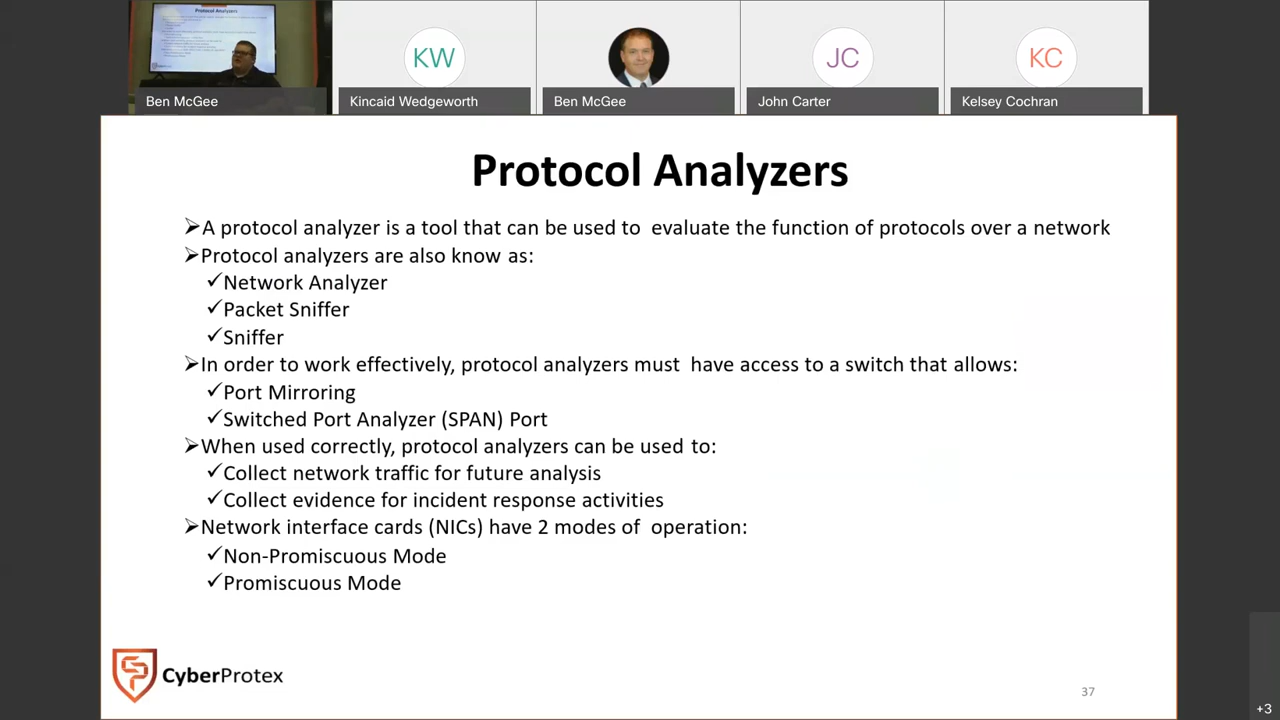 Protocol Analyzers
KW
JC
KC
Ben McGee
Kincaid Wedgeworth
Ben McGee
John Carter
Kelsey Cochran
Protocol Analyzers
➢A protocol analyzer is a tool that can be used to evaluate the function of protocols over a network
➢Protocol analyzers are also know as:
✓Network Analyzer
✓Packet Sniffer
✓Sniffer
➢In order to work effectively, protocol analyzers must have access to a switch that allows:
✓Port Mirroring
✓Switched Port Analyzer (SPAN) Port
➢When used correctly, protocol analyzers can be used to:
✓Collect network traffic for future analysis
✓Collect evidence for incident response activities
➢Network interface cards (NICs) have 2 modes of operation:
✓Non-Promiscuous Mode
✓Promiscuous Mode
CyberProtex
37
+3